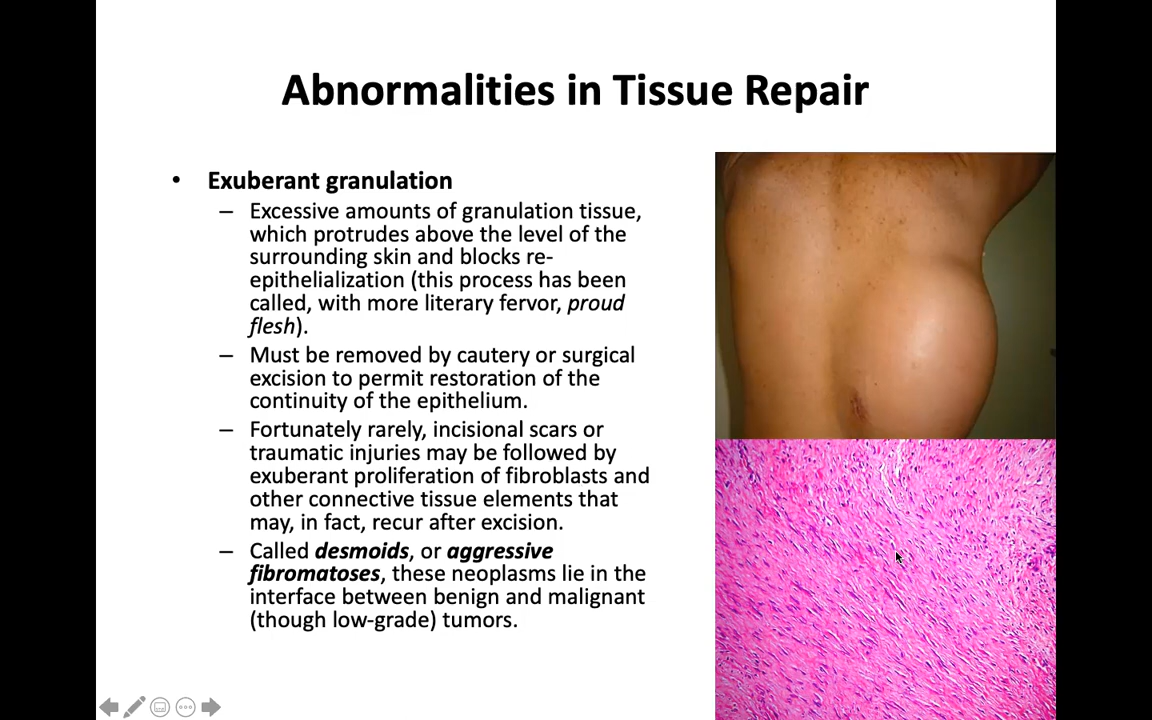 Abnormalities in Tissue Repair
• Exuberant granulation
– Excessive amounts of granulation tissue,
which protrudes above the level of the
surrounding skin and blocks re-
epithelialization (this process has been
called, with more literary fervor, proud
flesh).
– Must be removed by cautery or surgical
excision to permit restoration of the
continuity of the epithelium.
– Fortunately rarely, incisional scars or
traumatic injuries may be followed by
exuberant proliferation of fibroblasts and
other connective tissue elements that
may, in fact, recur after excision.
– Called desmoids, or aggressive
fibromatoses, these neoplasms lie in the
interface between benign and malignant
(though low-grade) tumors.